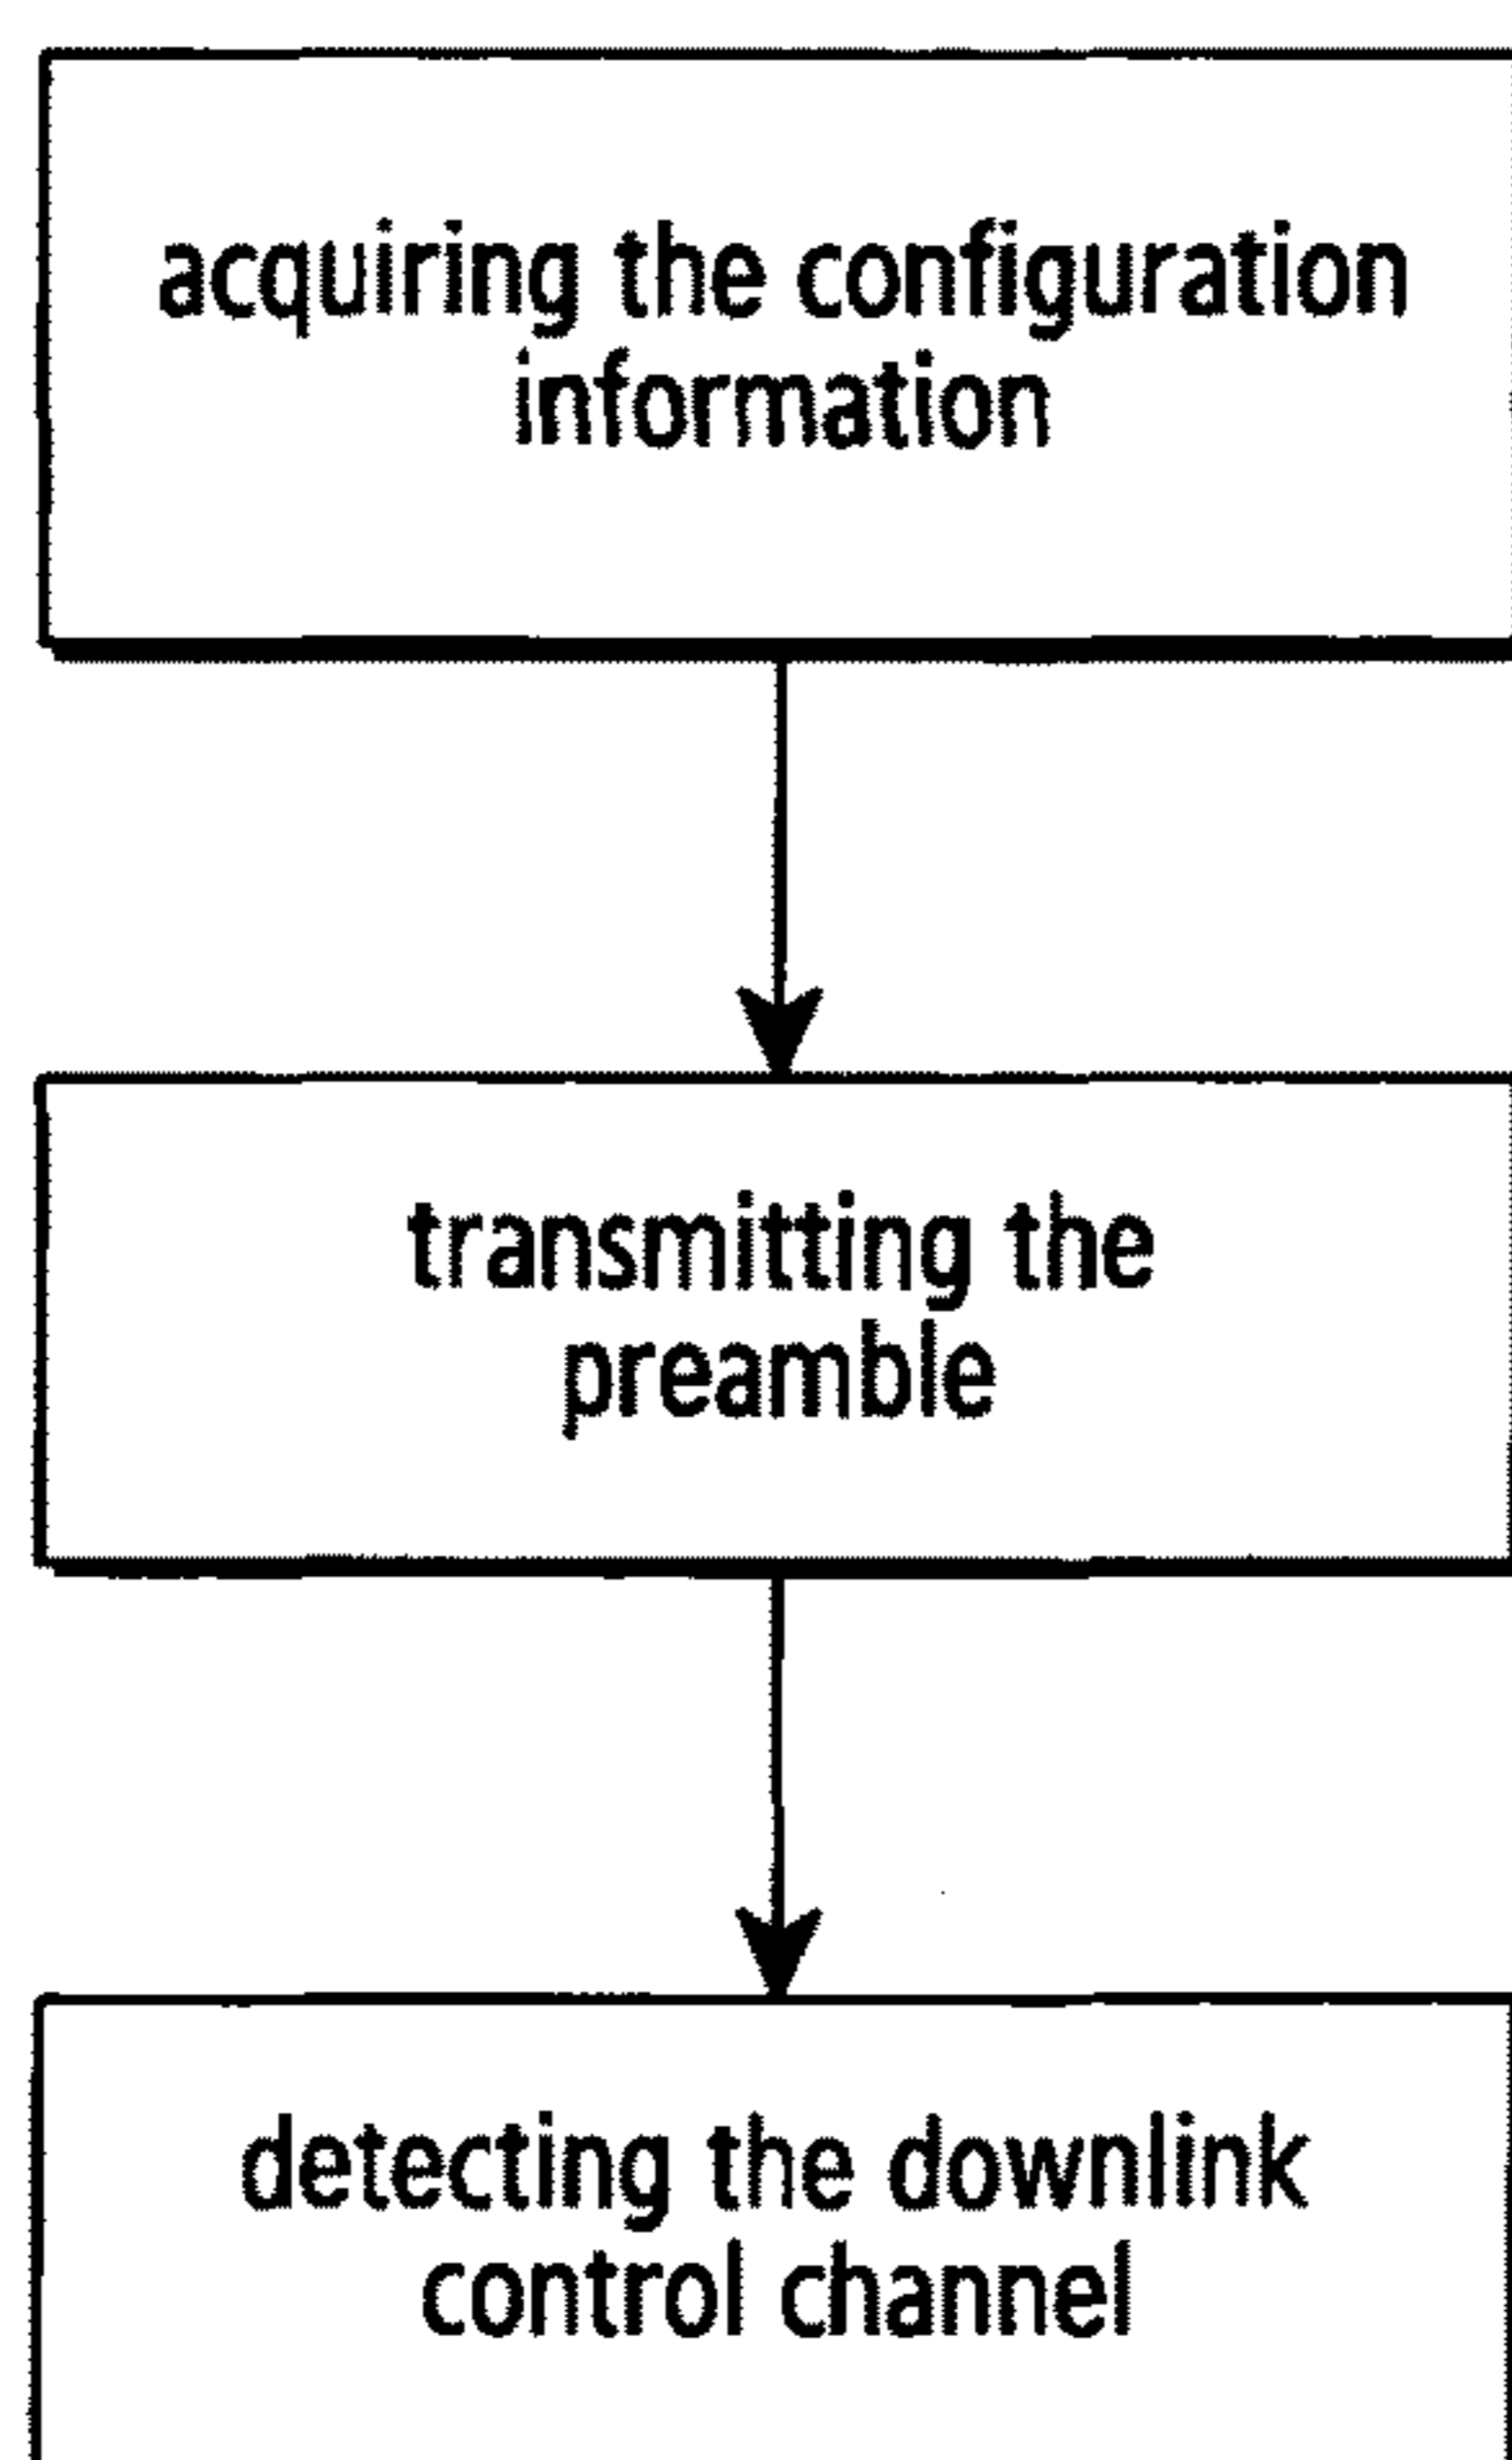 acquiring the configuration
information
transmitting the
preamble
detecting the downlink
control channel